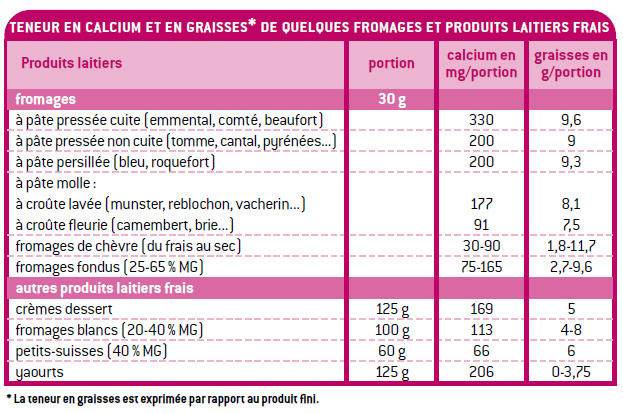 TENEUR EN CALCIUM ET EN GRAISSES* DE QUELQUES FROMAGES ET PRODUITS LAITIERS FRAIS
Produits laitiers portion calcium en mg/portion graisses en g/portion
fromages 30 g
à pâte pressée cuite (emmental, comté, beaufort) 330 9,6
à pâte pressée non cuite (tomme, cantal, pyrénées...) 200 9
à pâte persillée (bleu, roquefort) 200 9,3
à pâte molle :
à croûte lavée (munster, reblochon, vacherin...) 177 8,1
à croûte fleurie (camembert, brie...) 91 7,5
fromages de chèvre (du frais au sec) 30-90 1,8-11,7
fromages fondus (25-65 % MG) 75-165 2,7-9,6
autres produits laitiers frais
crèmes dessert 125 g 169 5
fromages blancs (20-40 % MG) 100 g 113 4-8
petits-suisses (40 % MG) 60 g 66 6
yaourts 125 g 206 0-3,75
* La teneur en graisses est exprimée par rapport au produit fini.